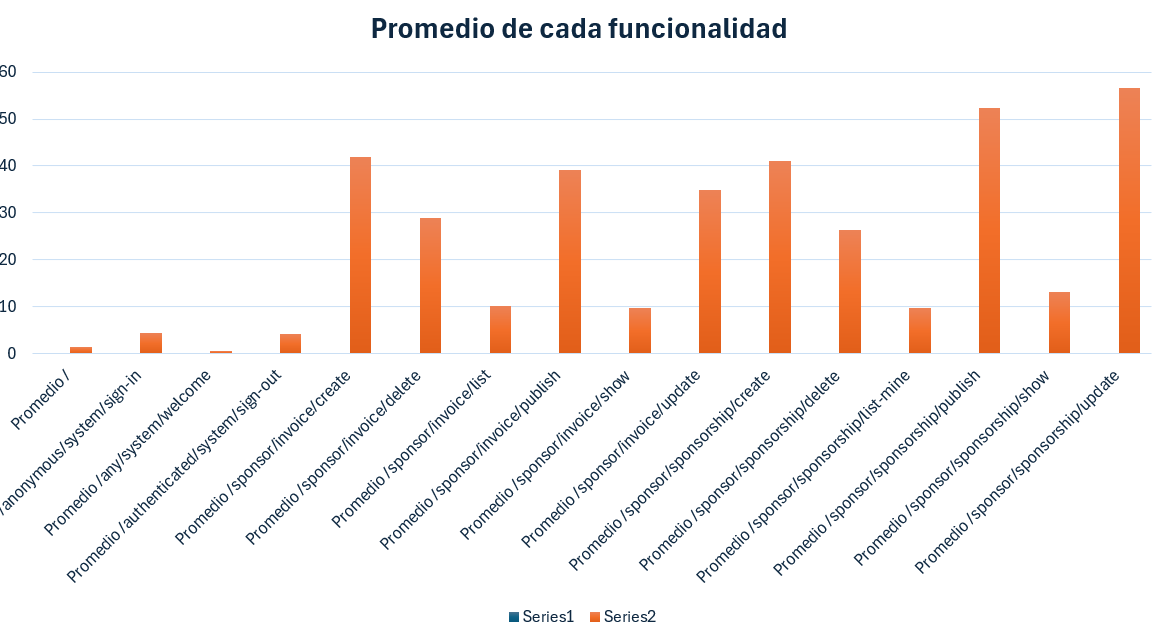 Promedio de cada funcionalidad
60
50
40
30
20
10
0
Promedio /
/anonymous/system/sign-in
Promedio /any/system/welcome
Promedio /authenticated/system/sign-out
Promedio /sponsor/invoice/create
Promedio /sponsor/invoice/delete
Promedio /sponsor/invoice/list
Promedio /sponsor/invoice/publish
Promedio /sponsor/invoice/show
Promedio /sponsor/invoice/update
Promedio /sponsor/sponsorship/create
Promedio /sponsor/sponsorship/delete
Promedio /sponsor/sponsorship/list-mine
Promedio /sponsor/sponsorship/publish
Promedio /sponsor/sponsorship/show
Promedio /sponsor/sponsorship/update
Series1 Series2